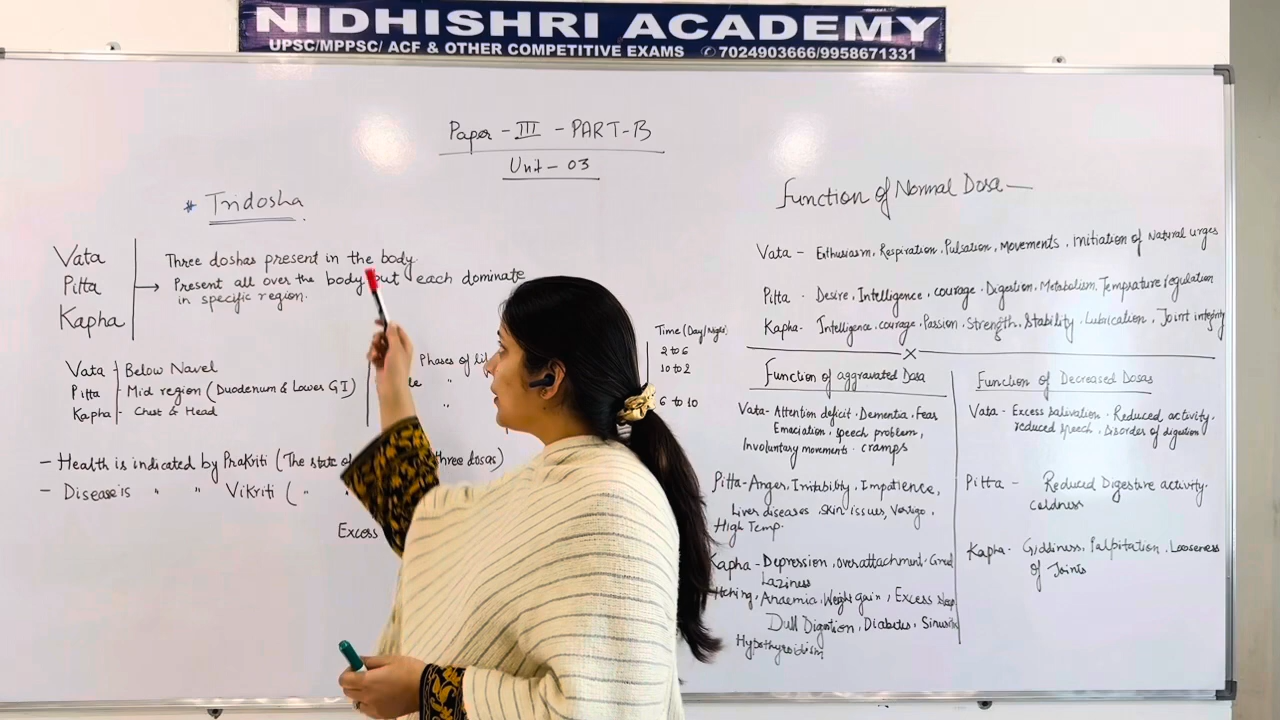 NIDHISHRI ACADEMY
UPSC/MPPSC/ ACF & OTHER COMPETITIVE EXAMS ✆7024903666/9958671331
Paper - III - PART-B
Unit - 03
* Tridosha
Vata
Pitta
Kapha
Three doshas present in the body.
→ Present all over the body but each dominate
in specific region.
Vata - Below Navel
Pitta - Mid region (Duodenum & Lower GI)
Kapha - Chest & Head
Phases of
"
"
Time (Day/Night)
2 to 6
10 to 2
6 to 10
- Health is indicated by Prakriti (The state of three dosas)
- Disease is " " Vikriti ( "
Excess
Function of Normal Dosa —
Vata - Enthusiasm, Respiration, Pulsation, Movements, initiation of Natural urges
Pitta - Desire, Intelligence, courage, Digestion, Metabolism, Temprature regulation
Kapha - Intelligence, courage, Passion, Strength, Stability, Lubrication, Joint integrity
x
Function of aggravated Dosa
Vata - Attention deficit, Dementia, Fear
Emaciation, speech problem,
Involuntary movements, cramps
Pitta - Anger, Irritability, Impatience,
Liver diseases, skin issues, Vertigo,
High Temp.
Kapha - Depression, overattachment, Greed
Laziness
Itching, Anaemia, Weight gain, Excess sleep
Dull Digestion, Diabetes, Sinusitis
Hypothyroidism
Function of Decreased Dosas
Vata - Excess salivation, Reduced activity,
reduced speech, Disorder of digestion
Pitta - Reduced Digestive activity.
coldness
Kapha - Giddiness, Palpitation, Looseness
of Joints